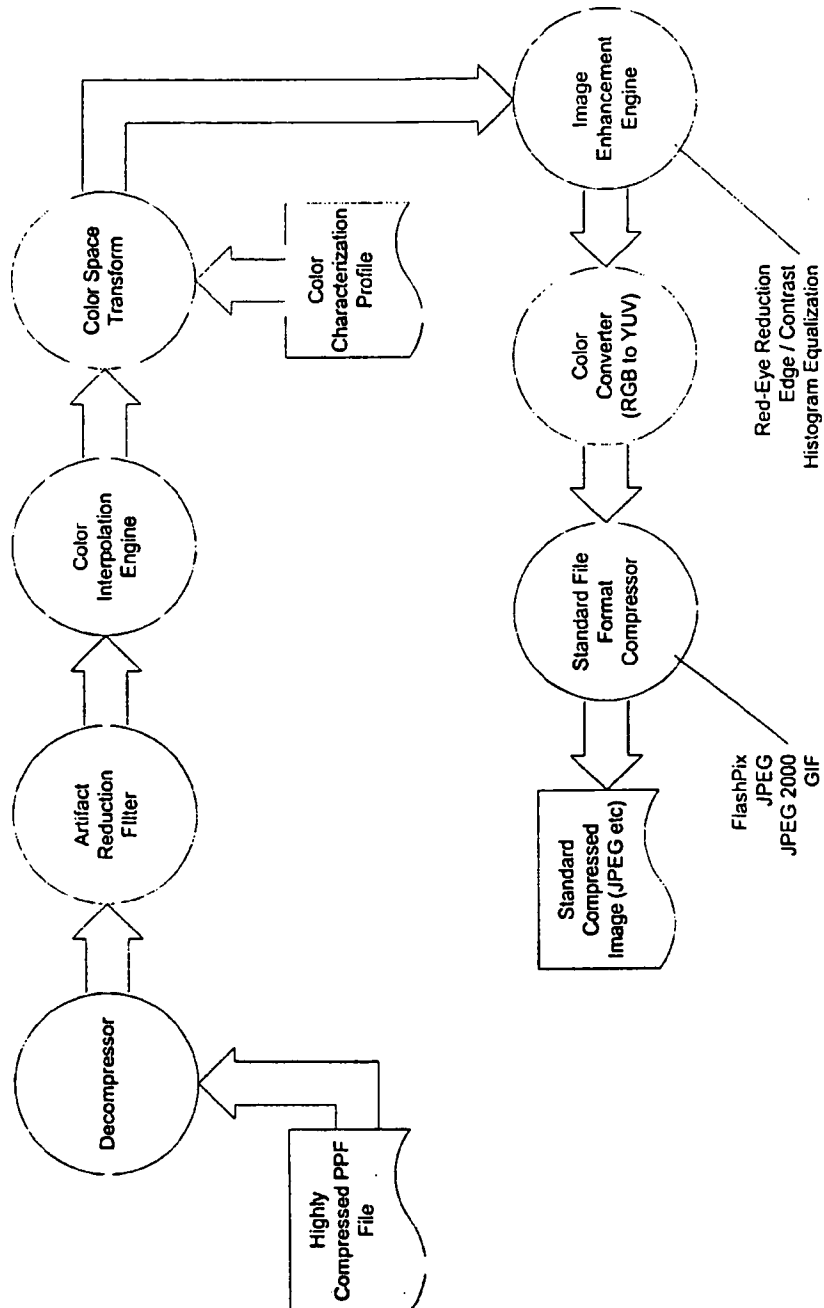 Highly
Compressed PPF
File
Decompressor
Artifact
Reduction
Filter
Color
Interpolation
Engine
Color Space
Transform
Color
Characterization
Profile
Image
Enhancement
Engine
Red-Eye Reduction
Edge / Contrast
Histogram Equalization
Color
Converter
(RGB to YUV)
Standard File
Format
Compressor
FlashPix
JPEG
JPEG 2000
GIF
Standard
Compressed
Image (JPEG etc)